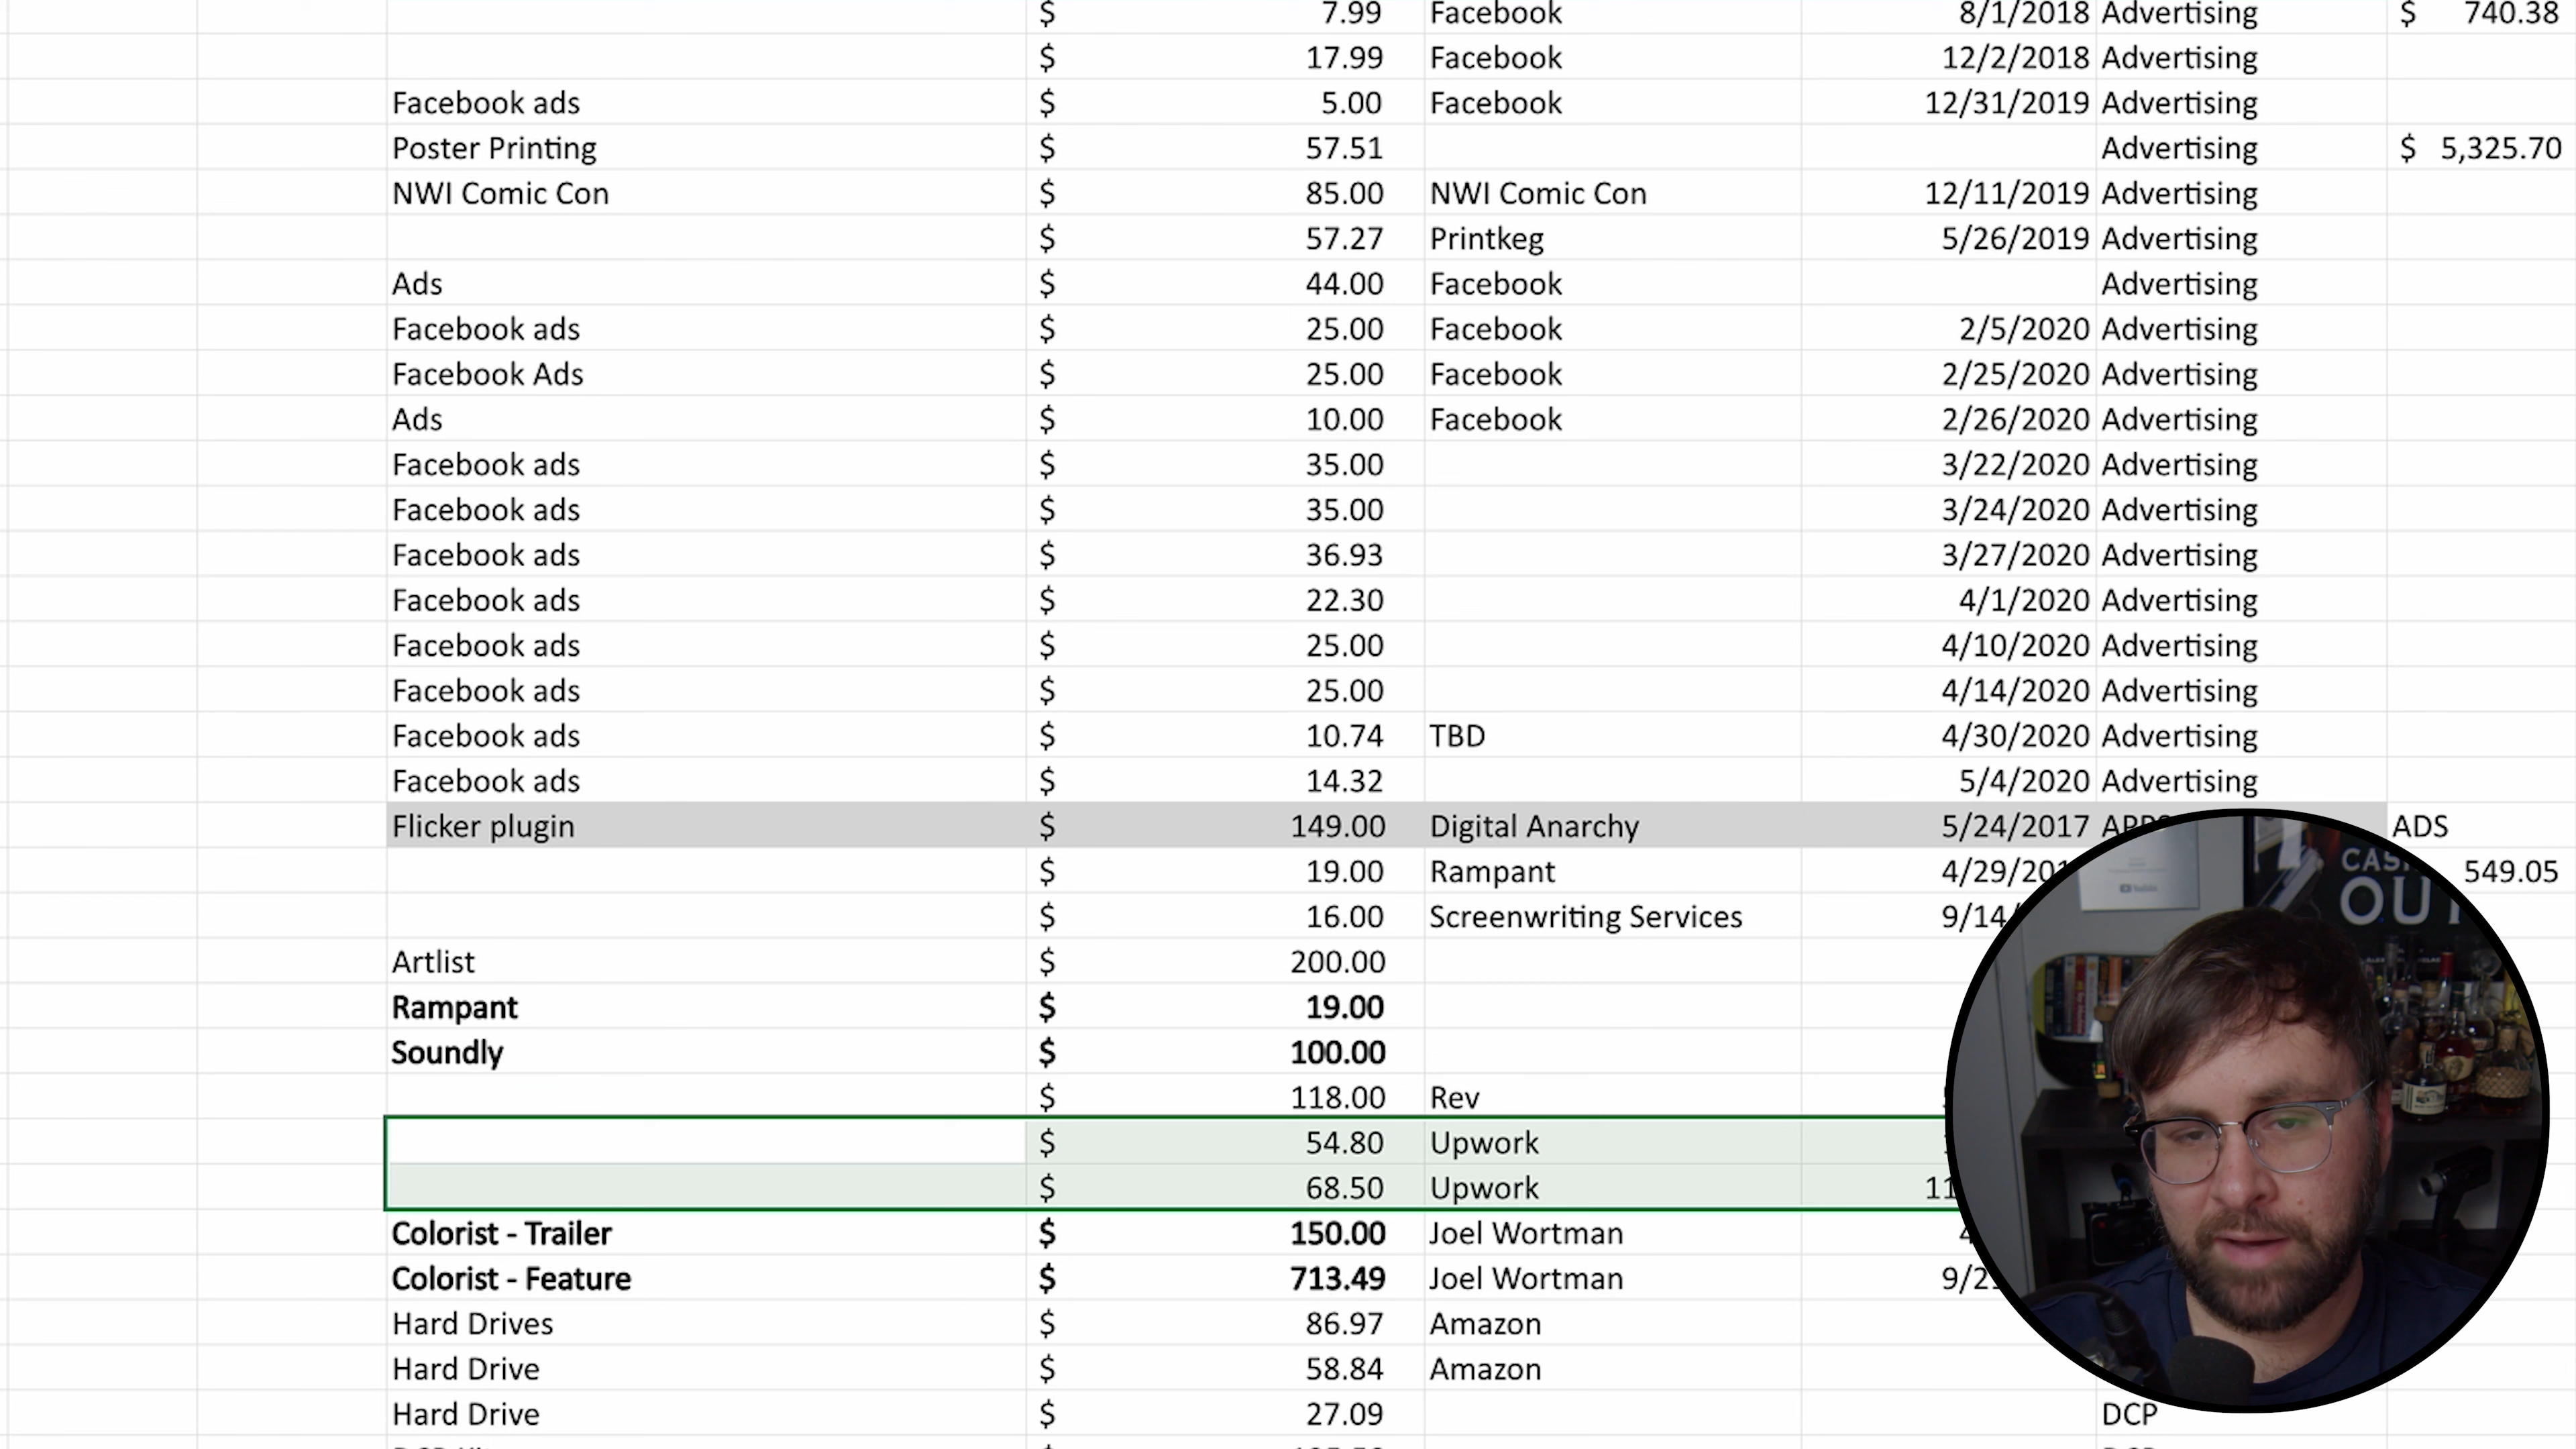 $ 7.99 Facebook 8/1/2018 Advertising $ 740.38
$ 17.99 Facebook 12/2/2018 Advertising
Facebook ads $ 5.00 Facebook 12/31/2019 Advertising
Poster Printing $ 57.51 Advertising $ 5,325.70
NWI Comic Con $ 85.00 NWI Comic Con 12/11/2019 Advertising
$ 57.27 Printkeg 5/26/2019 Advertising
Ads $ 44.00 Facebook Advertising
Facebook ads $ 25.00 Facebook 2/5/2020 Advertising
Facebook Ads $ 25.00 Facebook 2/25/2020 Advertising
Ads $ 10.00 Facebook 2/26/2020 Advertising
Facebook ads $ 35.00 3/22/2020 Advertising
Facebook ads $ 35.00 3/24/2020 Advertising
Facebook ads $ 36.93 3/27/2020 Advertising
Facebook ads $ 22.30 4/1/2020 Advertising
Facebook ads $ 25.00 4/10/2020 Advertising
Facebook ads $ 25.00 4/14/2020 Advertising
Facebook ads $ 10.74 TBD 4/30/2020 Advertising
Facebook ads $ 14.32 5/4/2020 Advertising
Flicker plugin $ 149.00 Digital Anarchy 5/24/2017 ADS
$ 19.00 Rampant 549.05
$ 16.00 Screenwriting Services
Artlist $ 200.00
Rampant $ 19.00
Soundly $ 100.00
$ 118.00 Rev
$ 54.80 Upwork
$ 68.50 Upwork
Colorist - Trailer $ 150.00 Joel Wortman
Colorist - Feature $ 713.49 Joel Wortman
Hard Drives $ 86.97 Amazon
Hard Drive $ 58.84 Amazon
Hard Drive $ 27.09 DCP